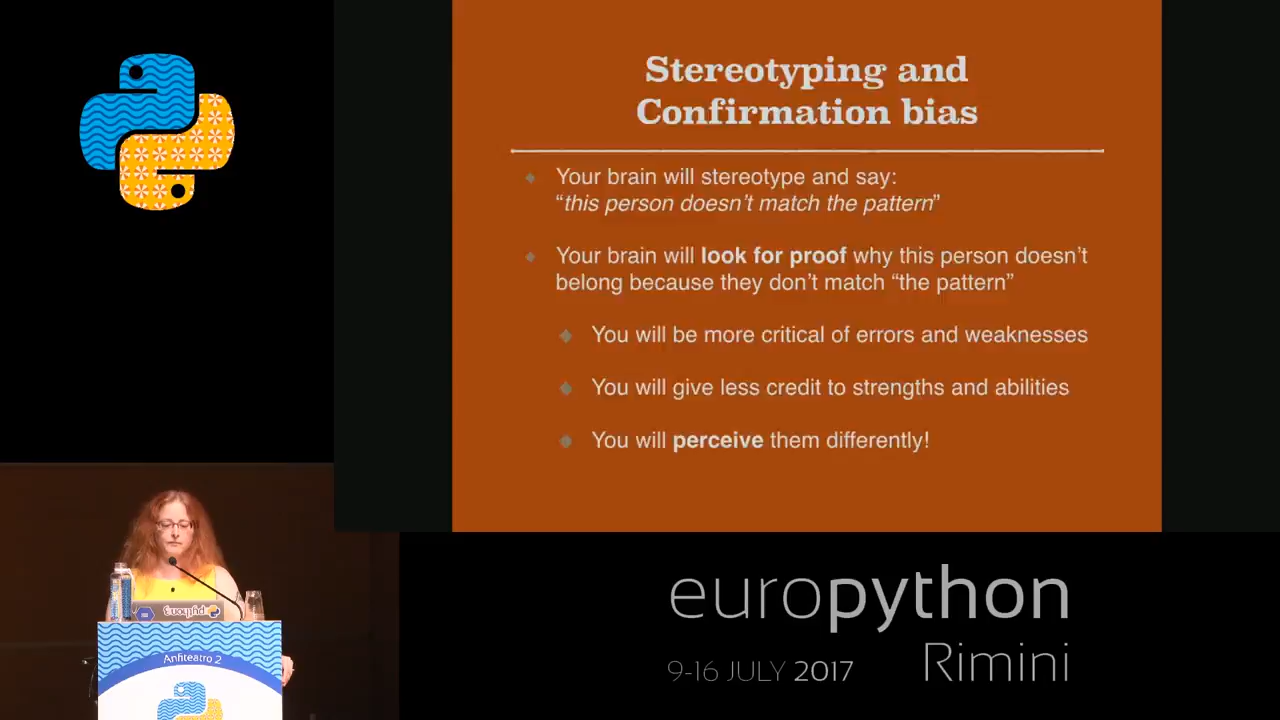 Stereotyping and
Confirmation bias
Your brain will stereotype and say:
“this person doesn’t match the pattern”
Your brain will look for proof why this person doesn’t
belong because they don’t match “the pattern”
You will be more critical of errors and weaknesses
You will give less credit to strengths and abilities
You will perceive them differently!
python
Anfiteatro 2
europython
Rimini
9-16 JULY 2017